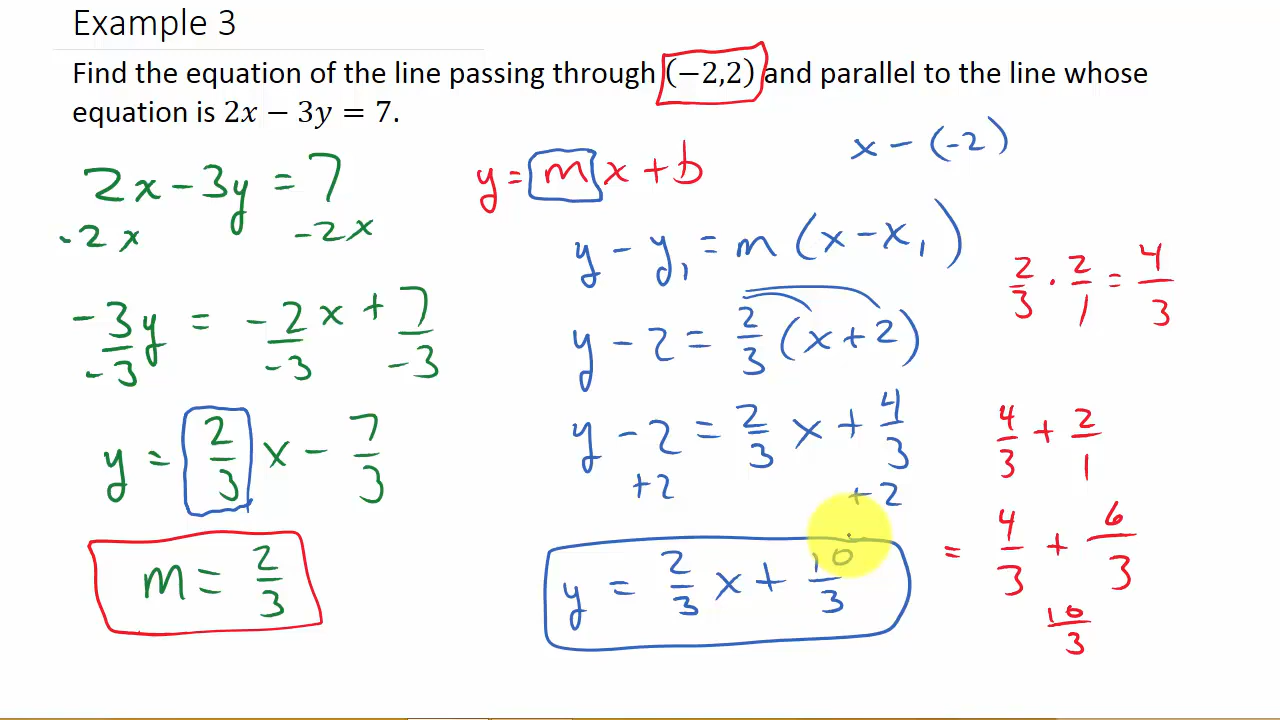 Example 3
Find the equation of the line passing through (−2,2) and parallel to the line whose
equation is 2x − 3y = 7.
2x − 3y = 7
-2x -2x
-3y/-3 = -2x/-3 + 7/-3
y = 2/3 x − 7/3
m = 2/3
y = mx + b
x − (-2)
y − y₁ = m(x − x₁)
y − 2 = 2/3 (x + 2)
y − 2 = 2/3 x + 4/3
+2 +2
y = 2/3 x + 10/3
2/3 · 2/1 = 4/3
4/3 + 2/1
= 4/3 + 6/3
10/3